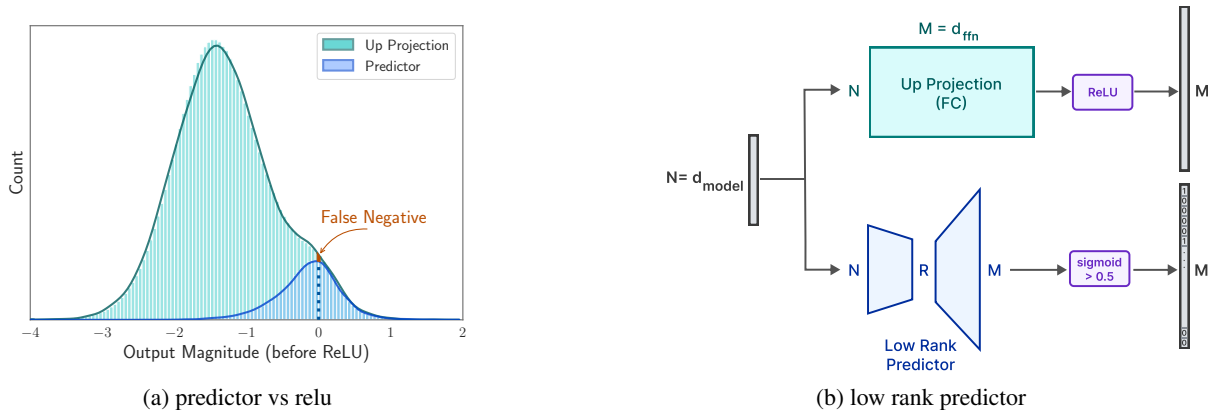 Up Projection
Predictor
Count
False Negative
−4
−3
−2
−1
0
1
2
Output Magnitude (before ReLU)
(a) predictor vs relu
M = d_ffn
N
Up Projection
(FC)
ReLU
M
N= d_model
N
R
M
sigmoid
> 0.5
M
Low Rank
Predictor
(b) low rank predictor